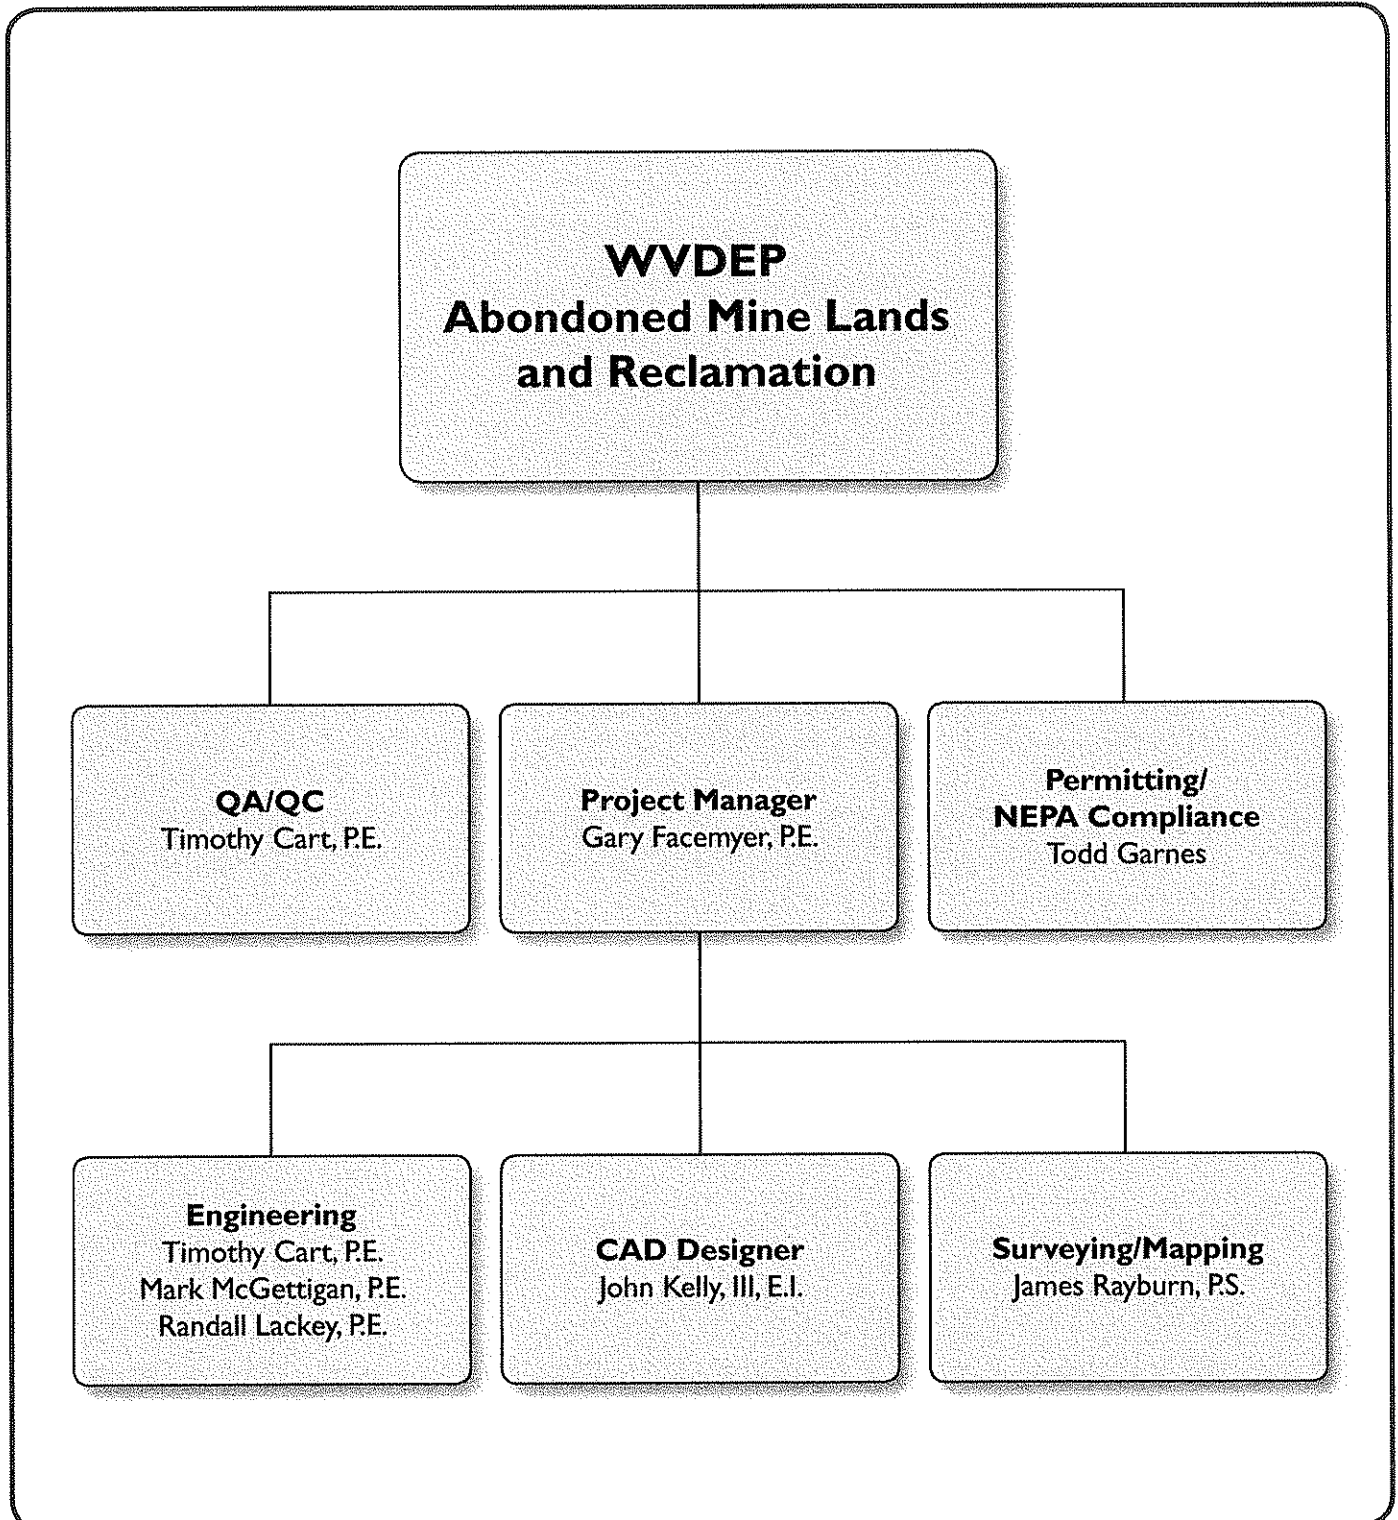 WVDEP
Abondoned Mine Lands
and Reclamation
QA/QC
Timothy Cart, P.E.
Project Manager
Gary Facemyer, P.E.
Permitting/
NEPA Compliance
Todd Garnes
Engineering
Timothy Cart, P.E.
Mark McGettigan, P.E.
Randall Lackey, P.E.
CAD Designer
John Kelly, III, E.I.
Surveying/Mapping
James Rayburn, P.S.